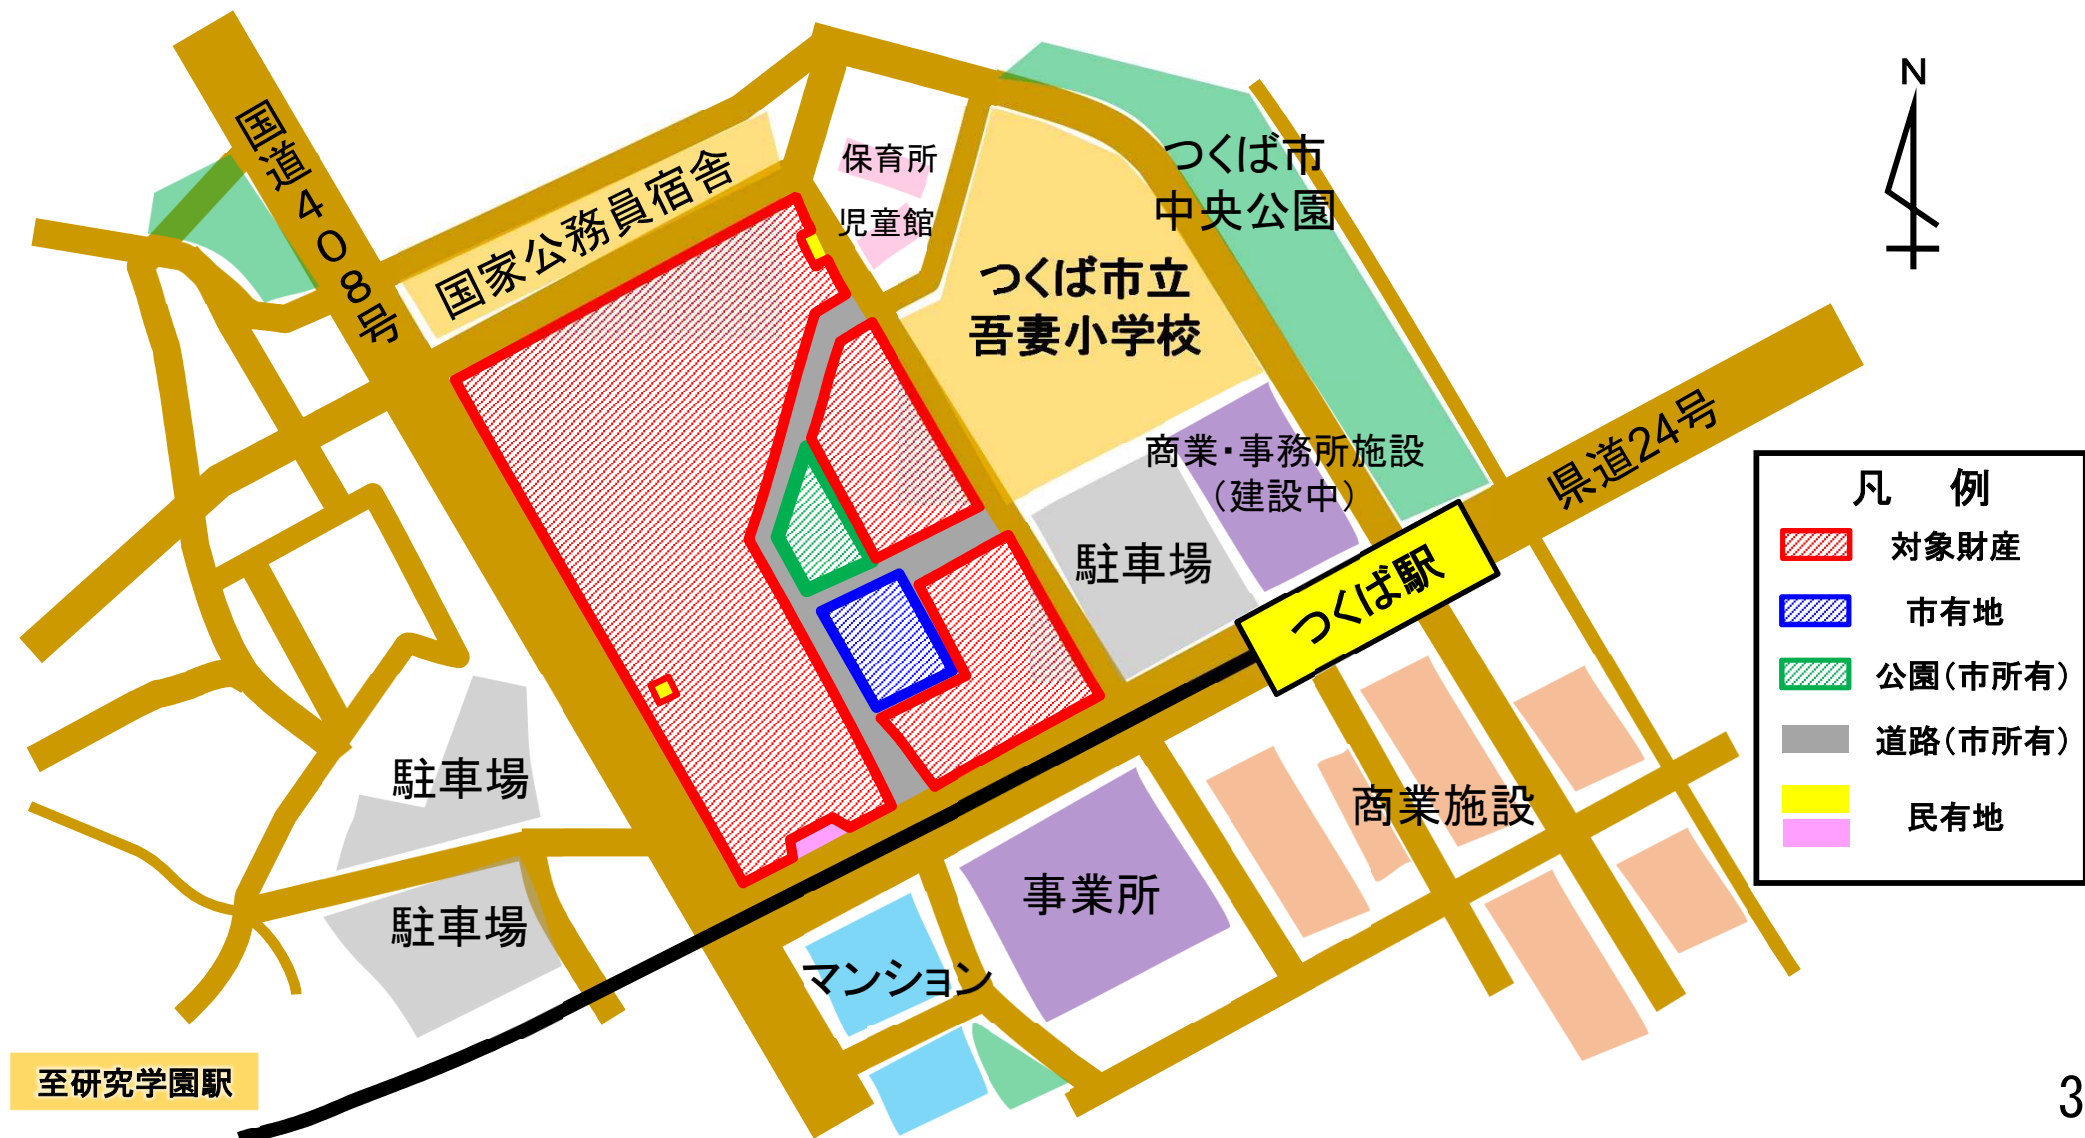 N
国道408号
保育所
児童館
国家公務員宿舎
つくば市
中央公園
つくば市立
吾妻小学校
県道24号
商業・事務所施設
（建設中）
駐車場
つくば駅
凡　例
対象財産
市有地
公園（市所有）
道路（市所有）
民有地
駐車場
駐車場
商業施設
事業所
マンション
至研究学園駅
3